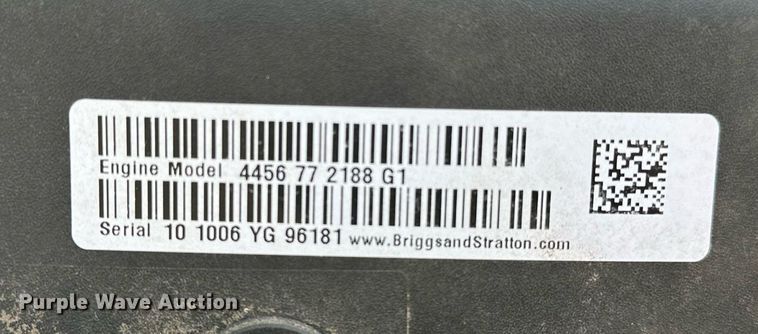 Engine Model 4456 77 2188 G1
Serial 10 1006 YG 96181 www.BriggsandStratton.com
Purple Wave Auction